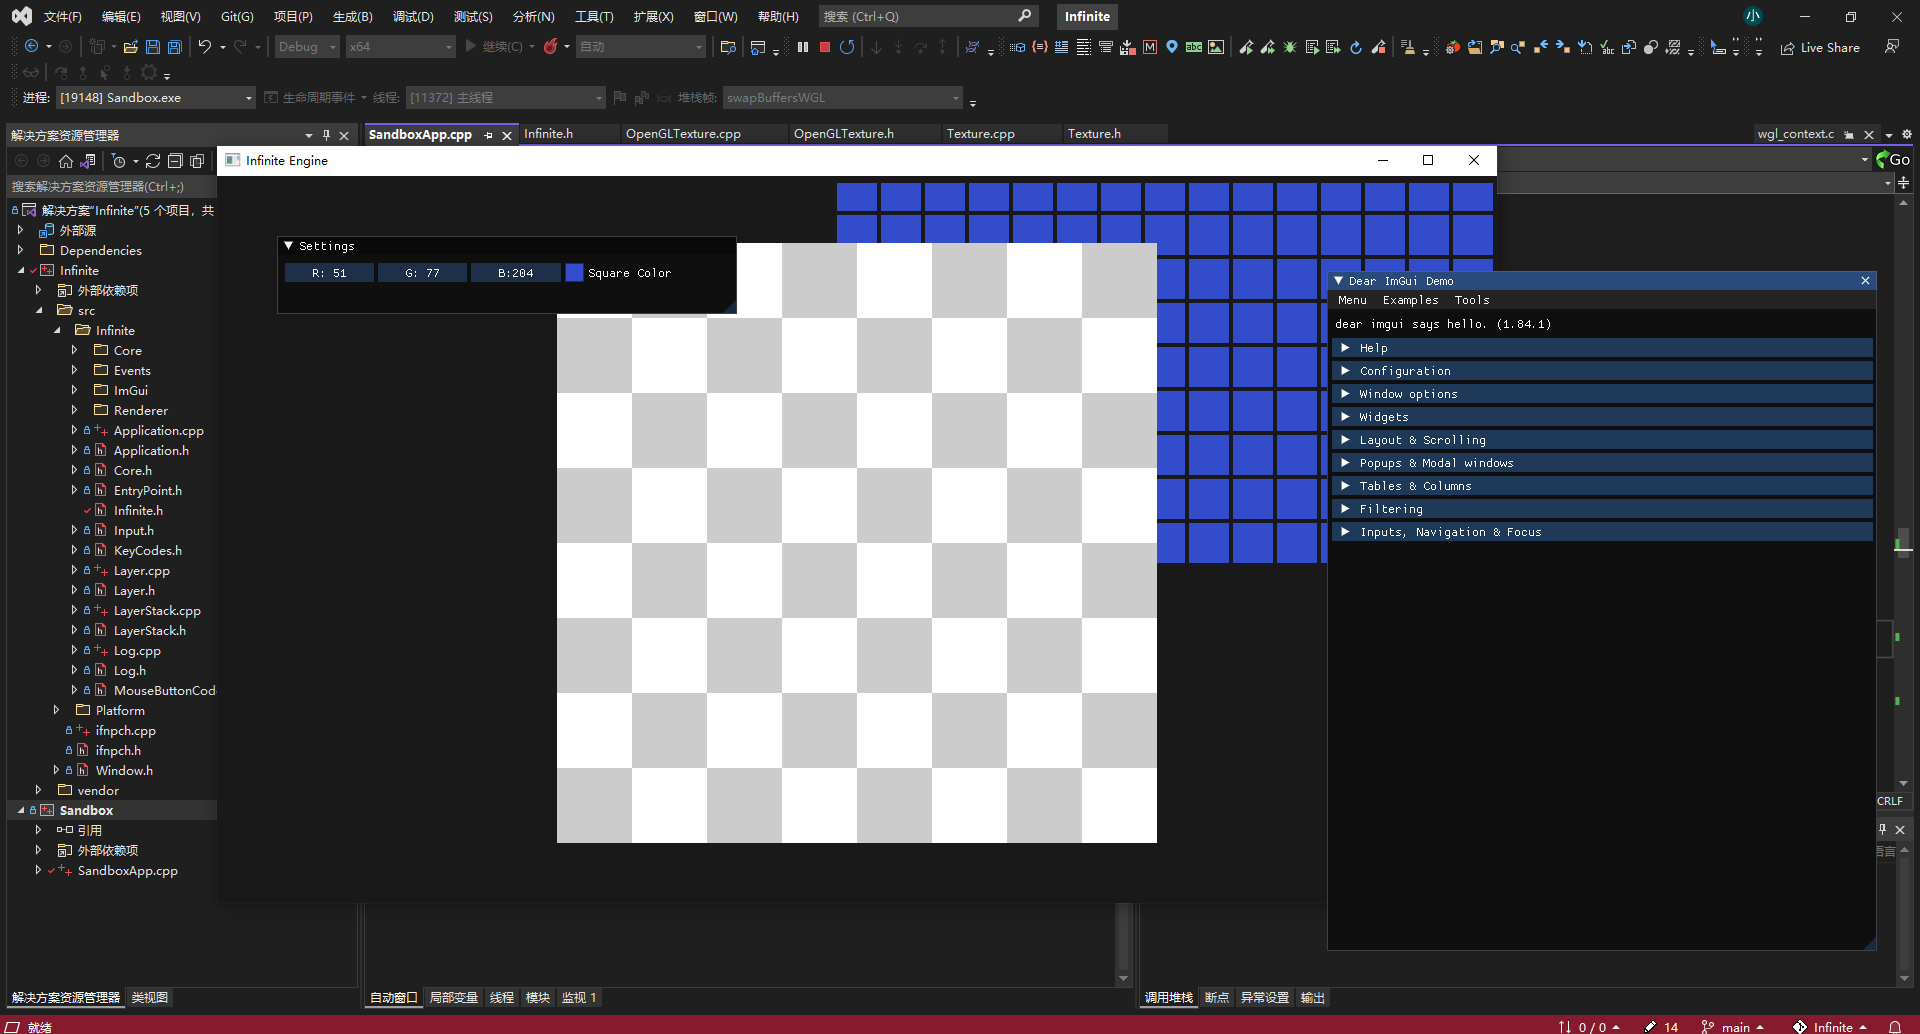 文件(F) 编辑(E) 视图(V) Git(G) 项目(P) 生成(B) 调试(D) 测试(S) 分析(N) 工具(T) 扩展(X) 窗口(W) 帮助(H) 搜索 (Ctrl+Q) Infinite 小
Debug x64 继续(C) 自动 Live Share
进程: [19148] Sandbox.exe 生命周期事件 线程: [11372] 主线程 堆栈帧: swapBuffersWGL
解决方案资源管理器 SandboxApp.cpp Infinite.h OpenGLTexture.cpp OpenGLTexture.h Texture.cpp Texture.h wgl_context.c
Infinite Engine
Go
搜索解决方案资源管理器(Ctrl+;)
解决方案"Infinite"(5 个项目，共
外部源
Dependencies
Infinite
外部依赖项
src
Infinite
Core
Events
ImGui
Renderer
Application.cpp
Application.h
Core.h
EntryPoint.h
Infinite.h
Input.h
KeyCodes.h
Layer.cpp
Layer.h
LayerStack.cpp
LayerStack.h
Log.cpp
Log.h
MouseButtonCod
Platform
ifnpch.cpp
ifnpch.h
Window.h
vendor
Sandbox
引用
外部依赖项
SandboxApp.cpp
Settings
R: 51 G: 77 B:204 Square Color
Dear ImGui Demo
Menu Examples Tools
dear imgui says hello. (1.84.1)
Help
Configuration
Window options
Widgets
Layout & Scrolling
Popups & Modal windows
Tables & Columns
Filtering
Inputs, Navigation & Focus
CRLF
语言
解决方案资源管理器 类视图 自动窗口 局部变量 线程 模块 监视 1 调用堆栈 断点 异常设置 输出
就绪 0 / 0 14 main Infinite